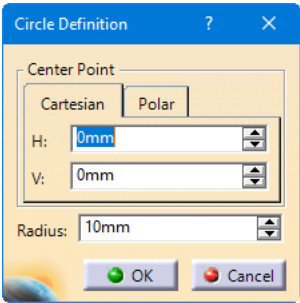 Circle Definition ? ×
Center Point
Cartesian Polar
H: 0mm
V: 0mm
Radius: 10mm
OK Cancel